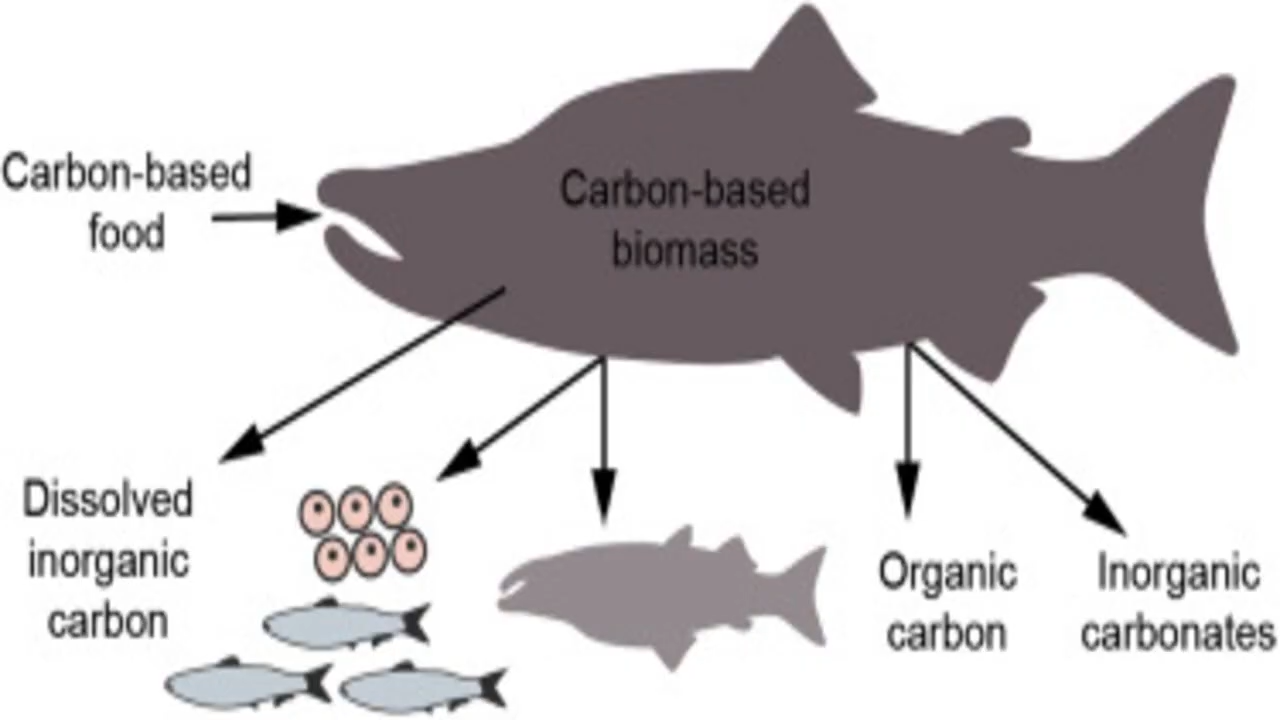 Carbon-based
food
Carbon-based
biomass
Dissolved
inorganic
carbon
Organic
carbon
Inorganic
carbonates